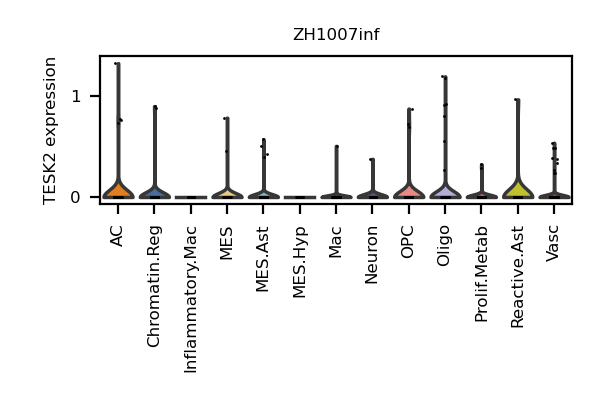 ZH1007inf
TESK2 expression
1
0
AC
Chromatin.Reg
Inflammatory.Mac
MES
MES.Ast
MES.Hyp
Mac
Neuron
OPC
Oligo
Prolif.Metab
Reactive.Ast
Vasc